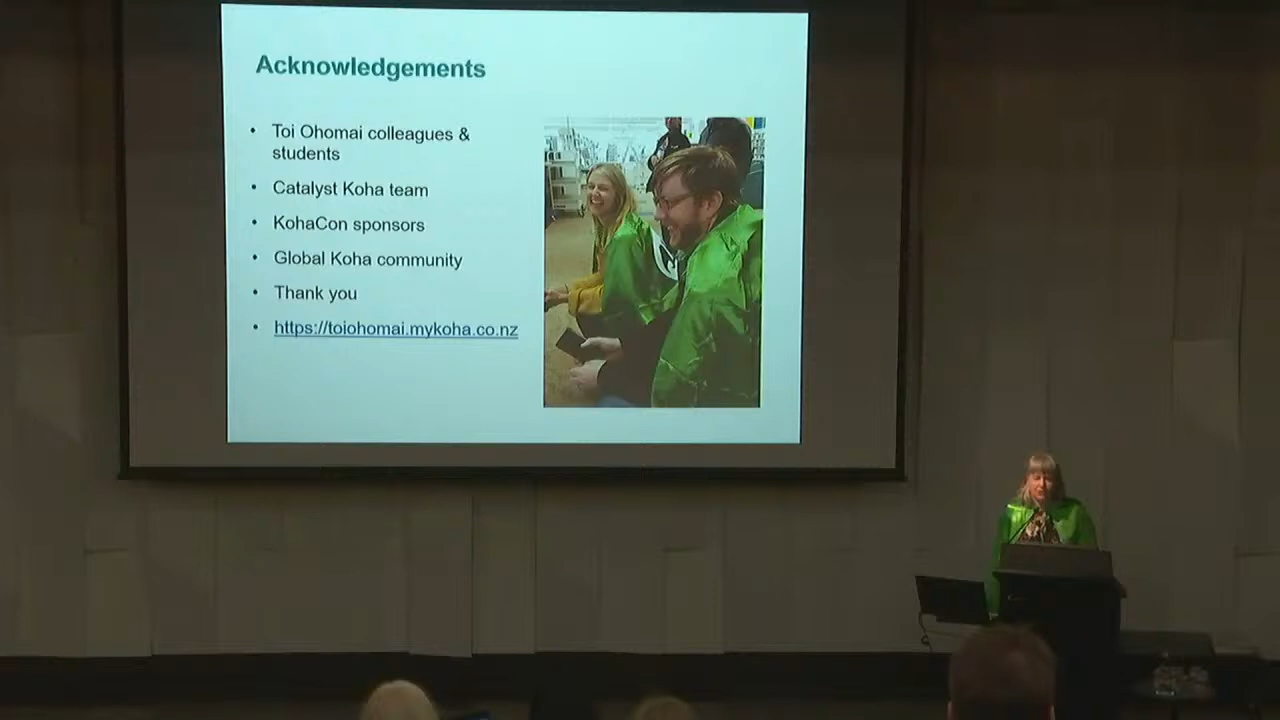 Acknowledgements
• Toi Ohomai colleagues &
students
• Catalyst Koha team
• KohaCon sponsors
• Global Koha community
• Thank you
• https://toiohomai.mykoha.co.nz